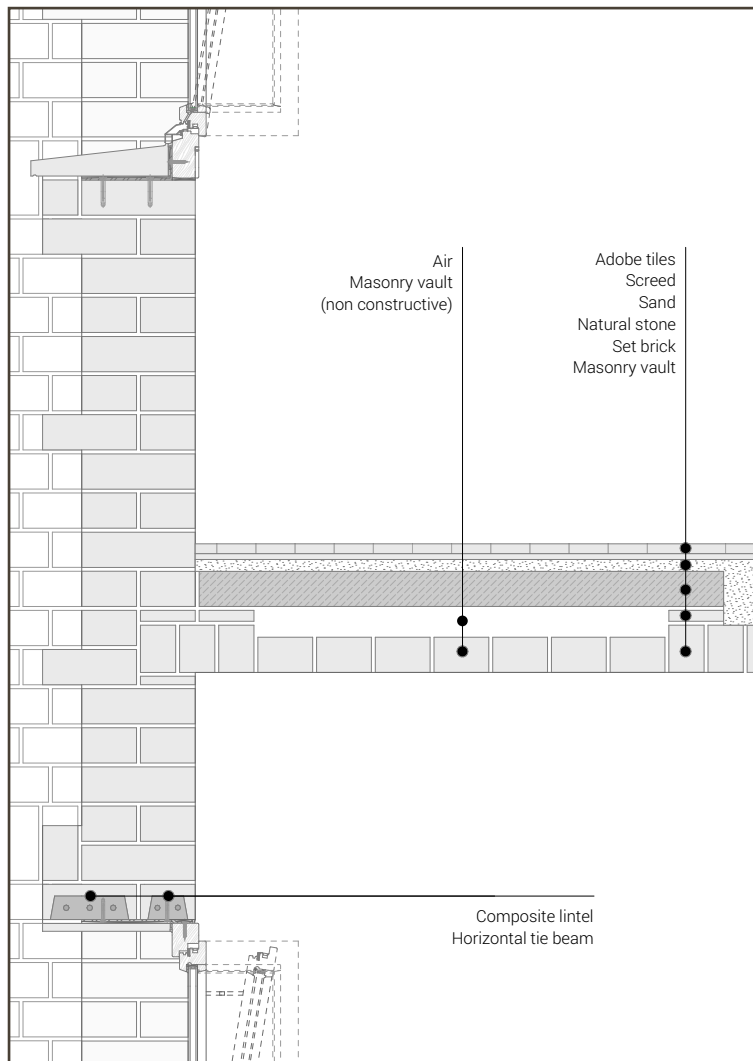 Air
Masonry vault
(non constructive)
Adobe tiles
Screed
Sand
Natural stone
Set brick
Masonry vault
Composite lintel
Horizontal tie beam